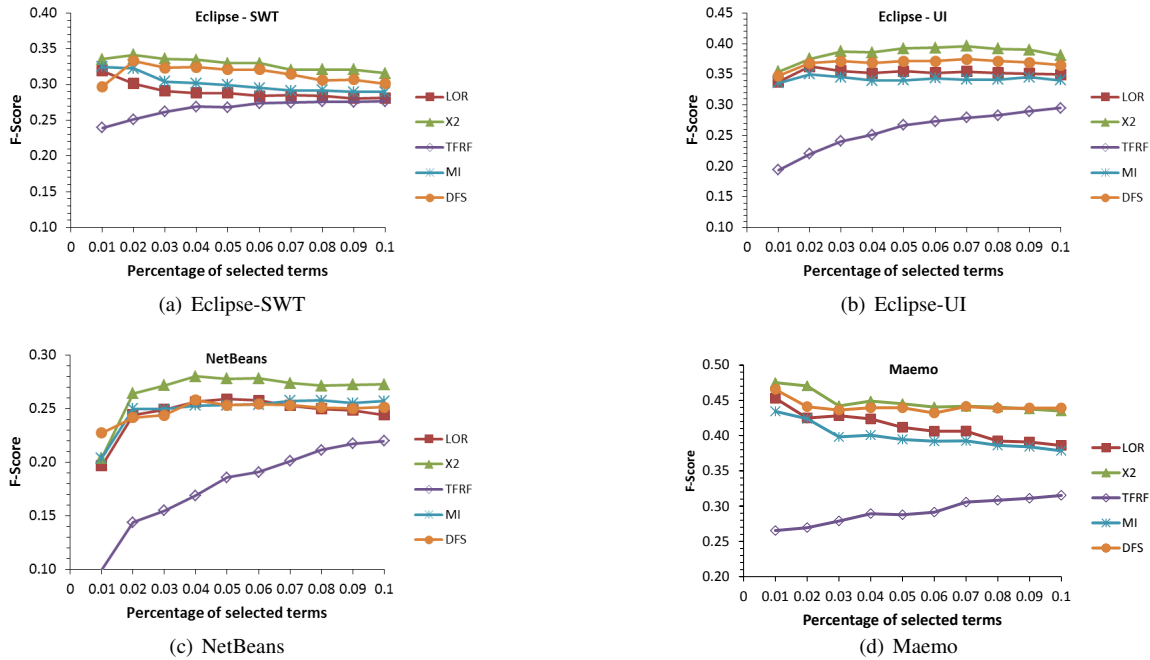 Eclipse - SWT
F-Score
0.40
0.35
0.30
0.25
0.20
0.15
0.10
0 0.01 0.02 0.03 0.04 0.05 0.06 0.07 0.08 0.09 0.1
Percentage of selected terms
LOR
X2
TFRF
MI
DFS
(a) Eclipse-SWT
Eclipse - UI
F-Score
0.45
0.40
0.35
0.30
0.25
0.20
0.15
0.10
0 0.01 0.02 0.03 0.04 0.05 0.06 0.07 0.08 0.09 0.1
Percentage of selected terms
LOR
X2
TFRF
MI
DFS
(b) Eclipse-UI
NetBeans
F-Score
0.30
0.25
0.20
0.15
0.10
0 0.01 0.02 0.03 0.04 0.05 0.06 0.07 0.08 0.09 0.1
Percentage of selected terms
LOR
X2
TFRF
MI
DFS
(c) NetBeans
Maemo
F-Score
0.50
0.45
0.40
0.35
0.30
0.25
0.20
0 0.01 0.02 0.03 0.04 0.05 0.06 0.07 0.08 0.09 0.1
Percentage of selected terms
LOR
X2
TFRF
MI
DFS
(d) Maemo